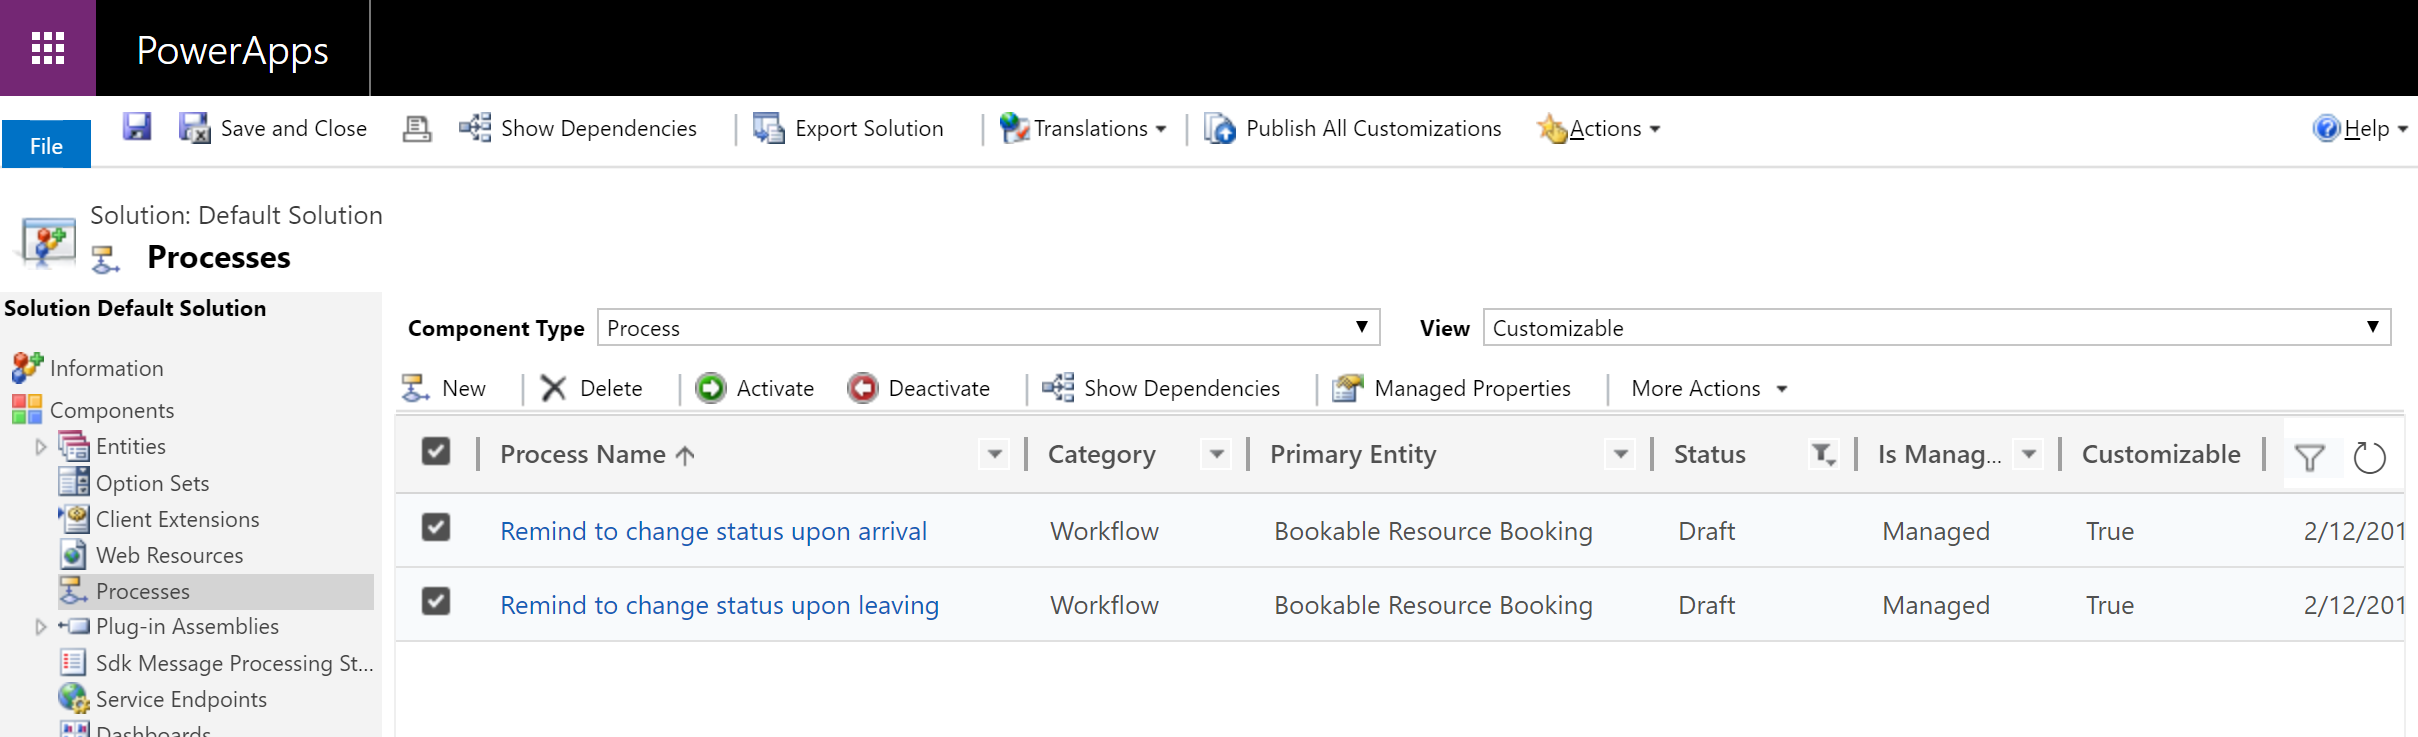 PowerApps
File Save and Close Show Dependencies Export Solution Translations Publish All Customizations Actions Help
Solution: Default Solution
Processes
Solution Default Solution
Information
Components
Entities
Option Sets
Client Extensions
Web Resources
Processes
Plug-in Assemblies
Sdk Message Processing St...
Service Endpoints
Dashboards
Component Type Process View Customizable
New Delete Activate Deactivate Show Dependencies Managed Properties More Actions
Process Name Category Primary Entity Status Is Manag... Customizable
Remind to change status upon arrival Workflow Bookable Resource Booking Draft Managed True 2/12/201
Remind to change status upon leaving Workflow Bookable Resource Booking Draft Managed True 2/12/201